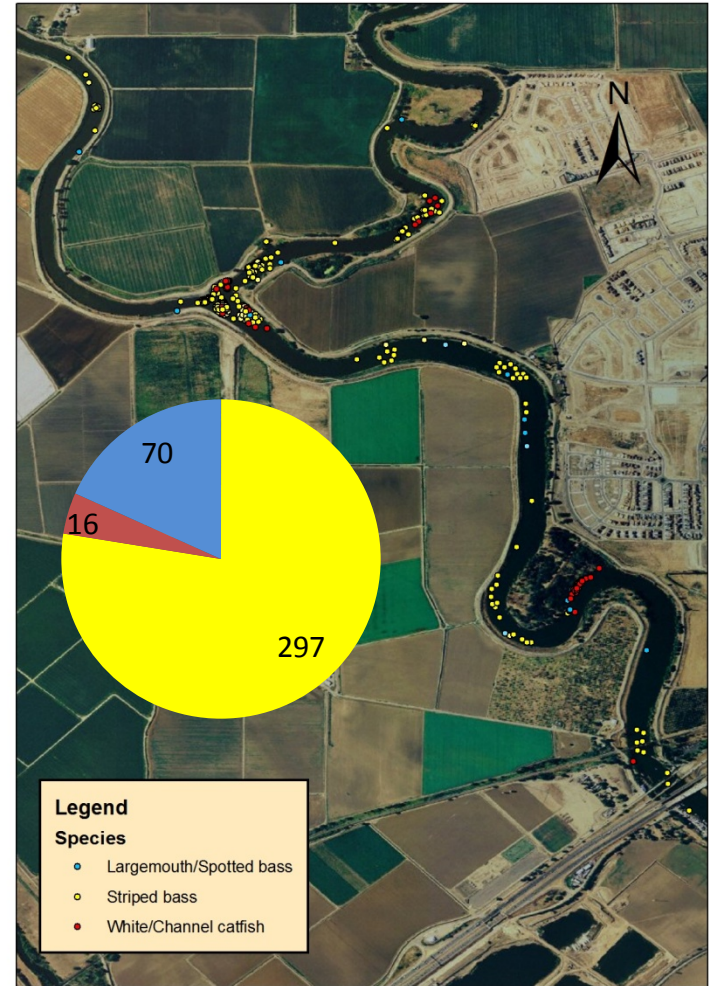 N
70
16
297
Legend
Species
Largemouth/Spotted bass
Striped bass
White/Channel catfish